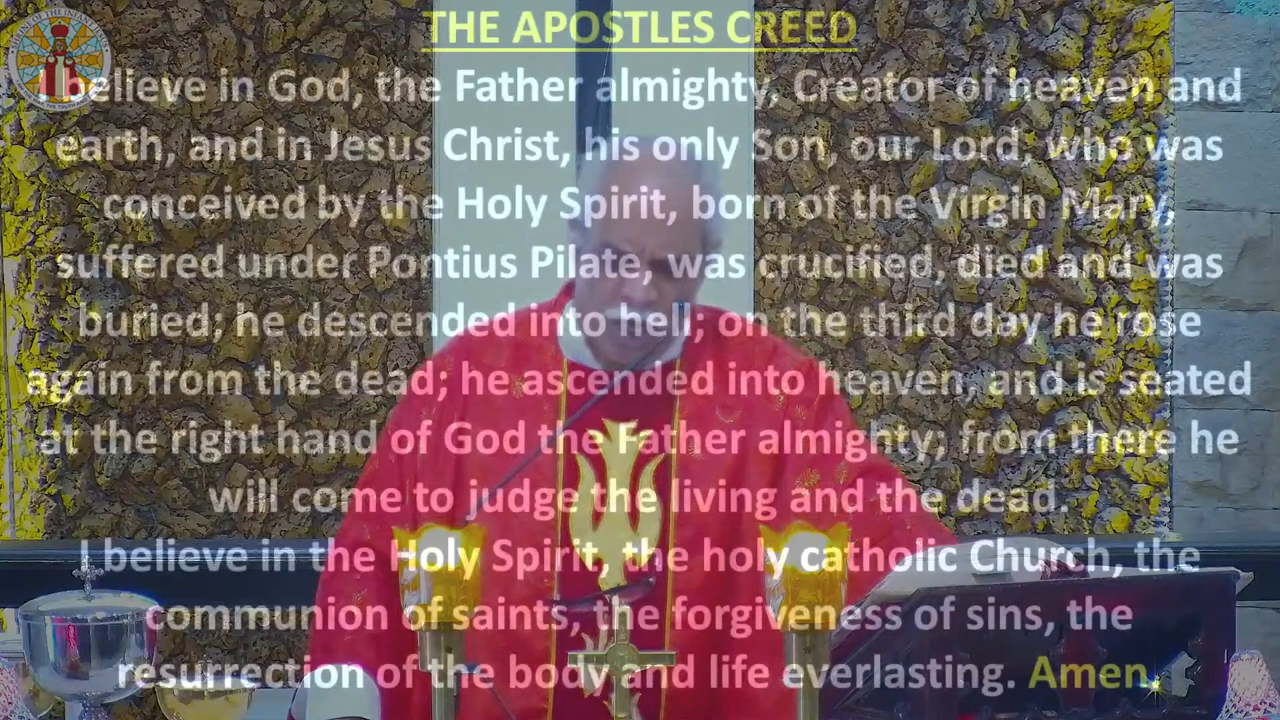 THE APOSTLES CREED
I believe in God, the Father almighty, Creator of heaven and
earth, and in Jesus Christ, his only Son, our Lord, who was
conceived by the Holy Spirit, born of the Virgin Mary,
suffered under Pontius Pilate, was crucified, died and was
buried; he descended into hell; on the third day he rose
again from the dead; he ascended into heaven, and is seated
at the right hand of God the Father almighty; from there he
will come to judge the living and the dead.
I believe in the Holy Spirit, the holy catholic Church, the
communion of saints, the forgiveness of sins, the
resurrection of the body and life everlasting. Amen.